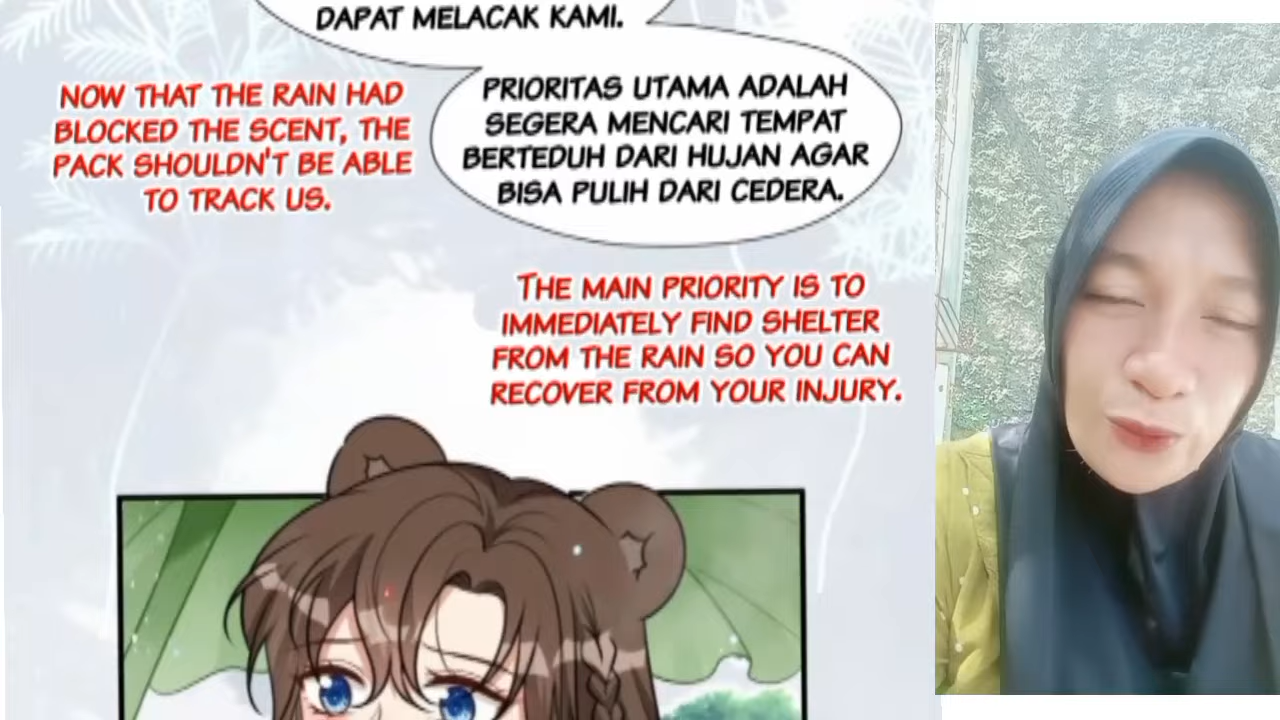 DAPAT MELACAK KAMI.
NOW THAT THE RAIN HAD
BLOCKED THE SCENT, THE
PACK SHOULDN'T BE ABLE
TO TRACK US.
PRIORITAS UTAMA ADALAH
SEGERA MENCARI TEMPAT
BERTEDUH DARI HUJAN AGAR
BISA PULIH DARI CEDERA.
THE MAIN PRIORITY IS TO
IMMEDIATELY FIND SHELTER
FROM THE RAIN SO YOU CAN
RECOVER FROM YOUR INJURY.